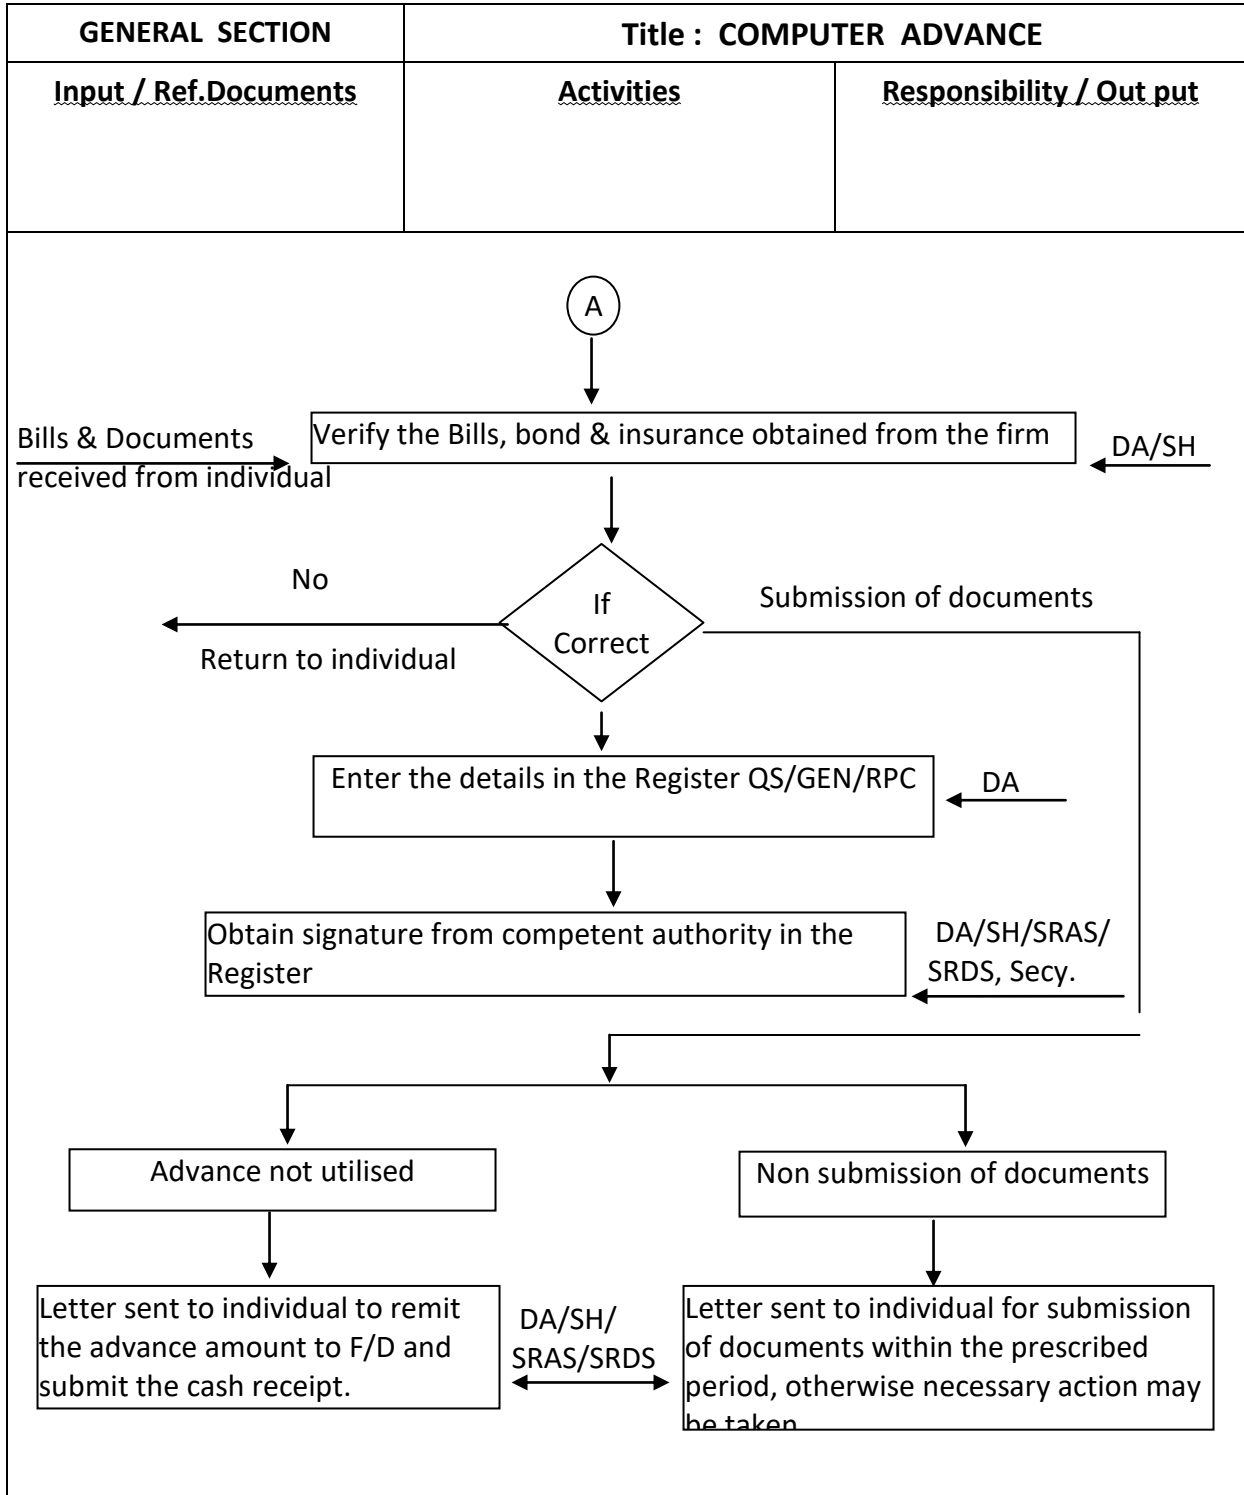 GENERAL SECTION
Title : COMPUTER ADVANCE
Input / Ref.Documents
Activities
Responsibility / Out put
A
Bills & Documents
received from individual
Verify the Bills, bond & insurance obtained from the firm
DA/SH
No
Return to individual
If
Correct
Submission of documents
Enter the details in the Register QS/GEN/RPC
DA
Obtain signature from competent authority in the
Register
DA/SH/SRAS/
SRDS, Secy.
Advance not utilised
Non submission of documents
Letter sent to individual to remit
the advance amount to F/D and
submit the cash receipt.
DA/SH/
SRAS/SRDS
Letter sent to individual for submission
of documents within the prescribed
period, otherwise necessary action may
be taken